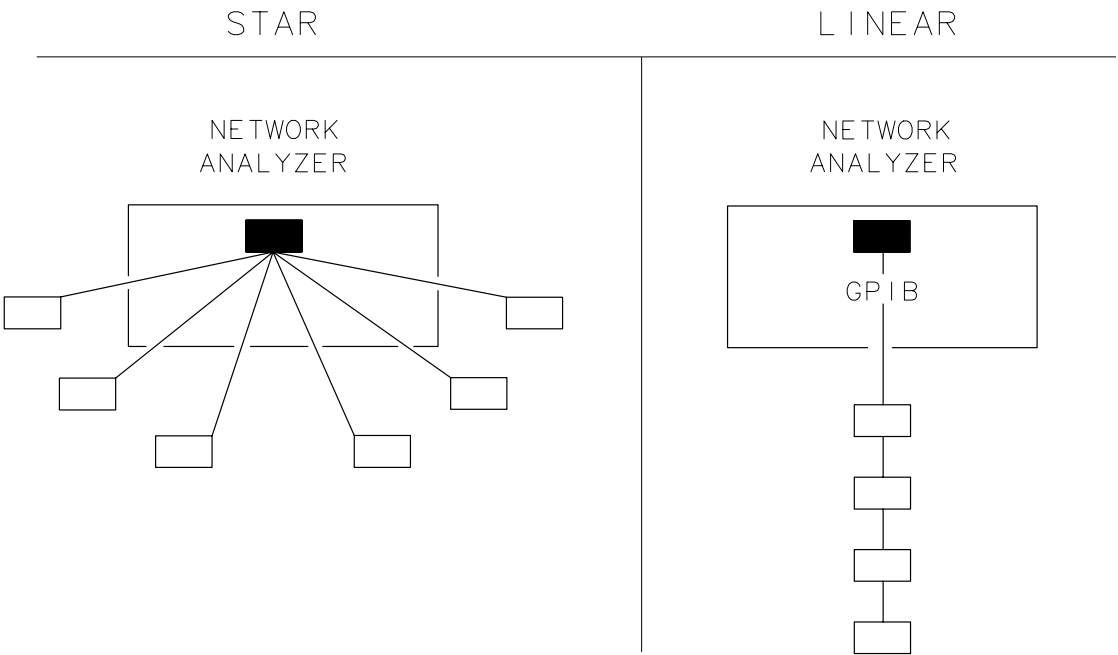 STAR
LINEAR
NETWORK
ANALYZER
NETWORK
ANALYZER
GPIB